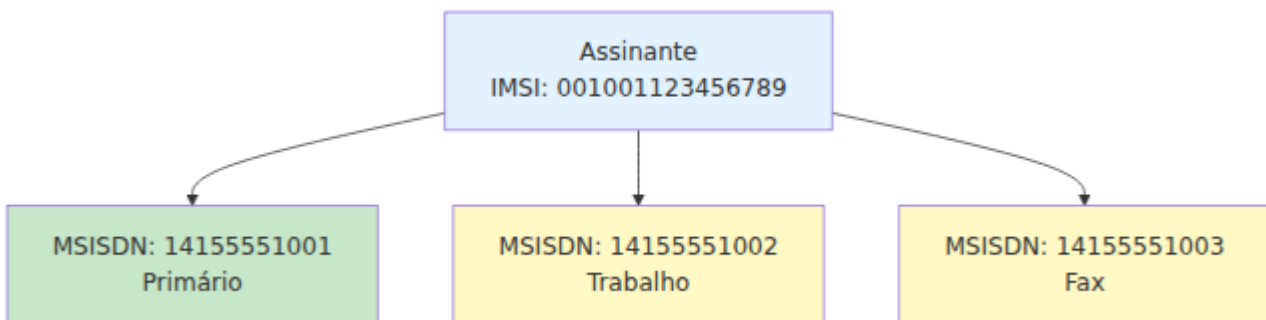 Assinante
IMSI: 001001123456789
MSISDN: 14155551001
Primário
MSISDN: 14155551002
Trabalho
MSISDN: 14155551003
Fax